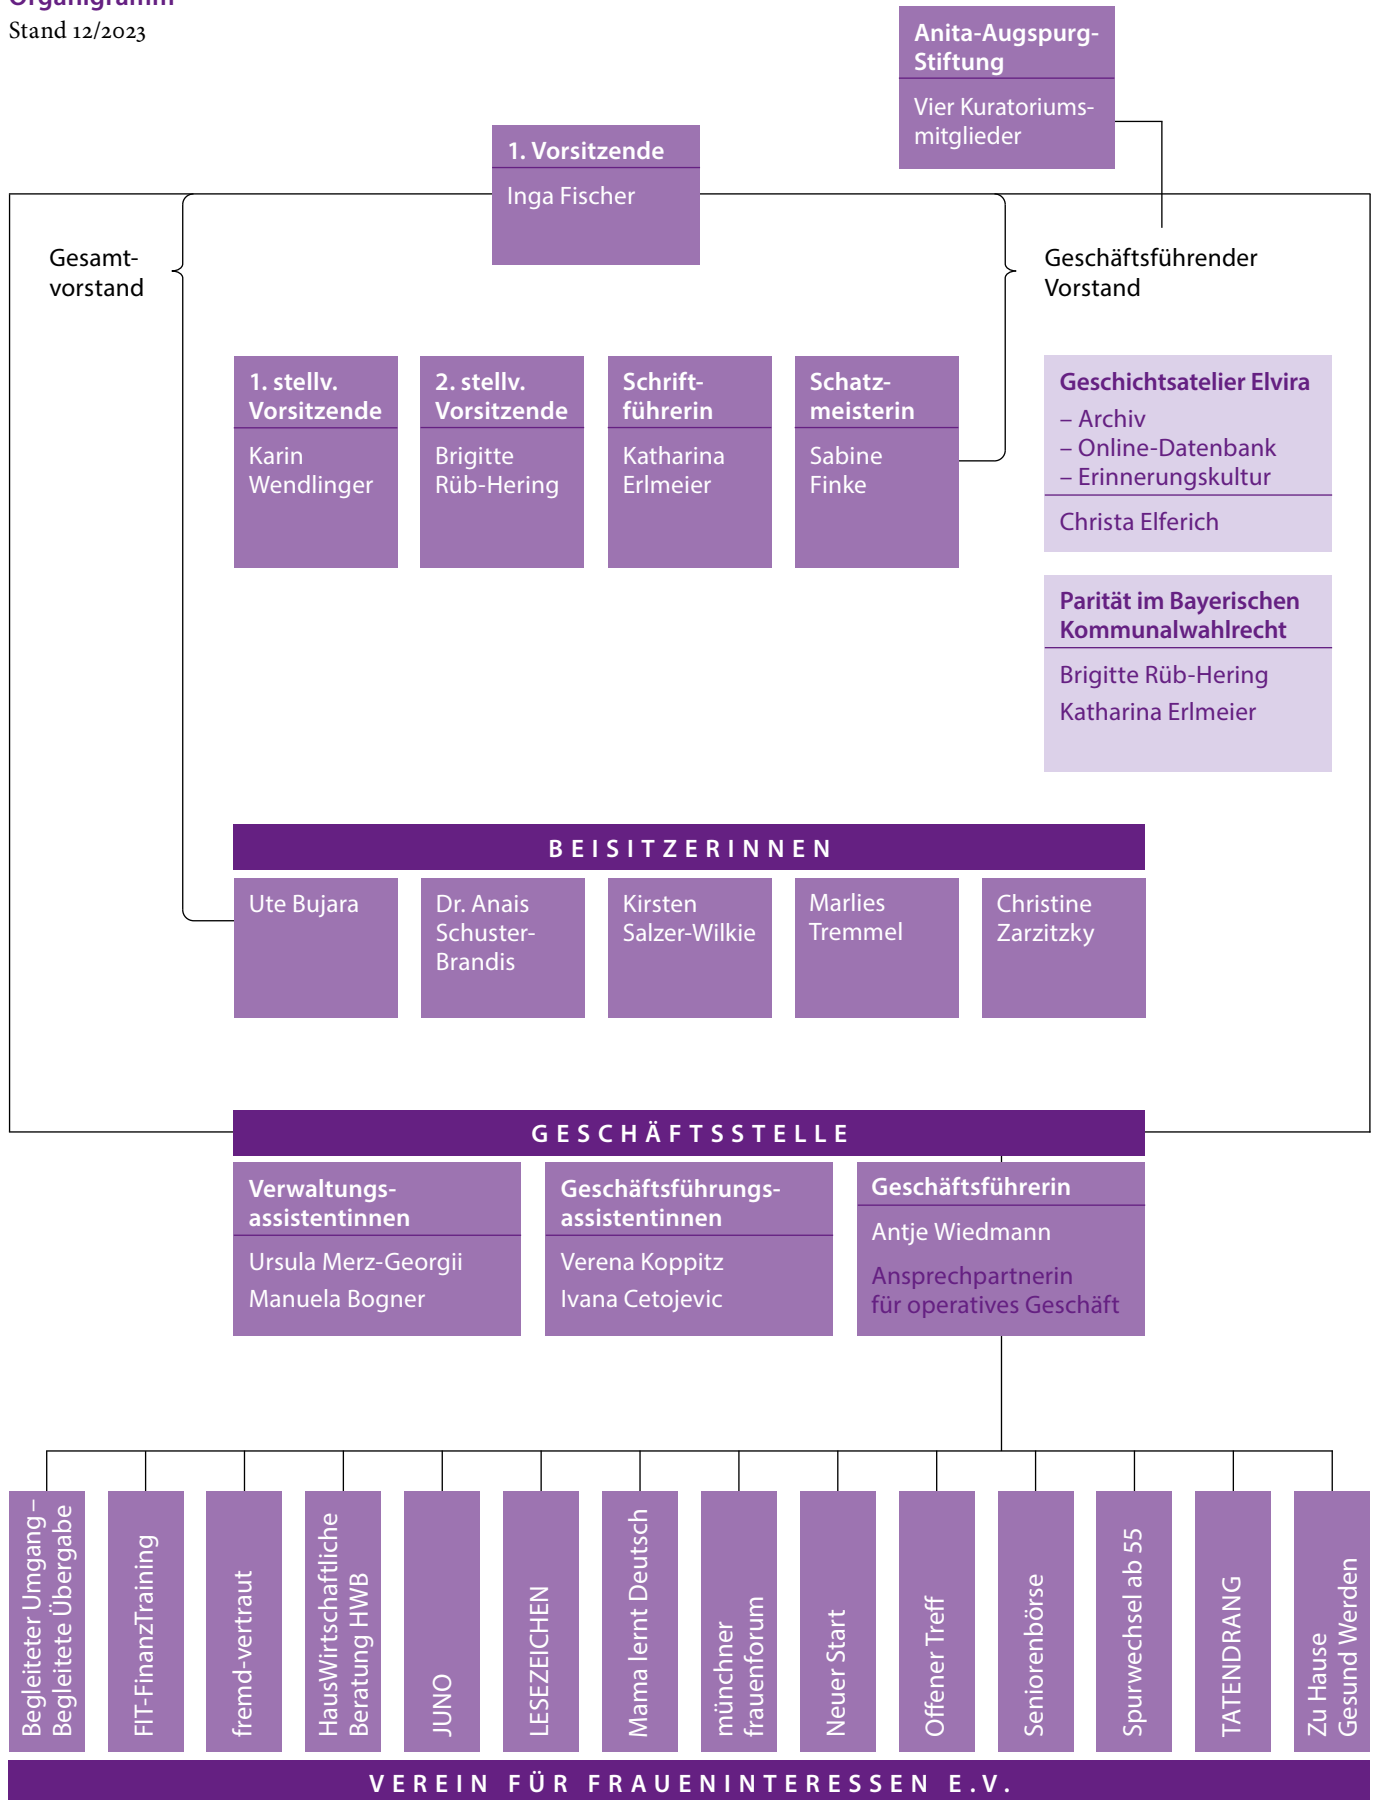 Organigramm
Stand 12/2023
Anita-Augspurg-
Stiftung
Vier Kuratoriums-
mitglieder
1. Vorsitzende
Inga Fischer
Gesamt-
vorstand
Geschäftsführender
Vorstand
1. stellv.
Vorsitzende
Karin
Wendlinger
2. stellv.
Vorsitzende
Brigitte
Rüb-Hering
Schrift-
führerin
Katharina
Erlmeier
Schatz-
meisterin
Sabine
Finke
Geschichtsatelier Elvira
– Archiv
– Online-Datenbank
– Erinnerungskultur
Christa Elferich
Parität im Bayerischen
Kommunalwahlrecht
Brigitte Rüb-Hering
Katharina Erlmeier
BEISITZERINNEN
Ute Bujara
Dr. Anais
Schuster-
Brandis
Kirsten
Salzer-Wilkie
Marlies
Tremmel
Christine
Zarzitzky
GESCHÄFTSSTELLE
Verwaltungs-
assistentinnen
Ursula Merz-Georgii
Manuela Bogner
Geschäftsführungs-
assistentinnen
Verena Koppitz
Ivana Cetojevic
Geschäftsführerin
Antje Wiedmann
Ansprechpartnerin
für operatives Geschäft
Begleiteter Umgang –
Begleitete Übergabe
FIT-FinanzTraining
fremd-vertraut
HausWirtschaftliche
Beratung HWB
JUNO
LESEZEICHEN
Mama lernt Deutsch
münchner
frauenforum
Neuer Start
Offener Treff
Seniorenbörse
Spurwechsel ab 55
TATENDRANG
Zu Hause
Gesund Werden
VEREIN FÜR FRAUENINTERESSEN E.V.